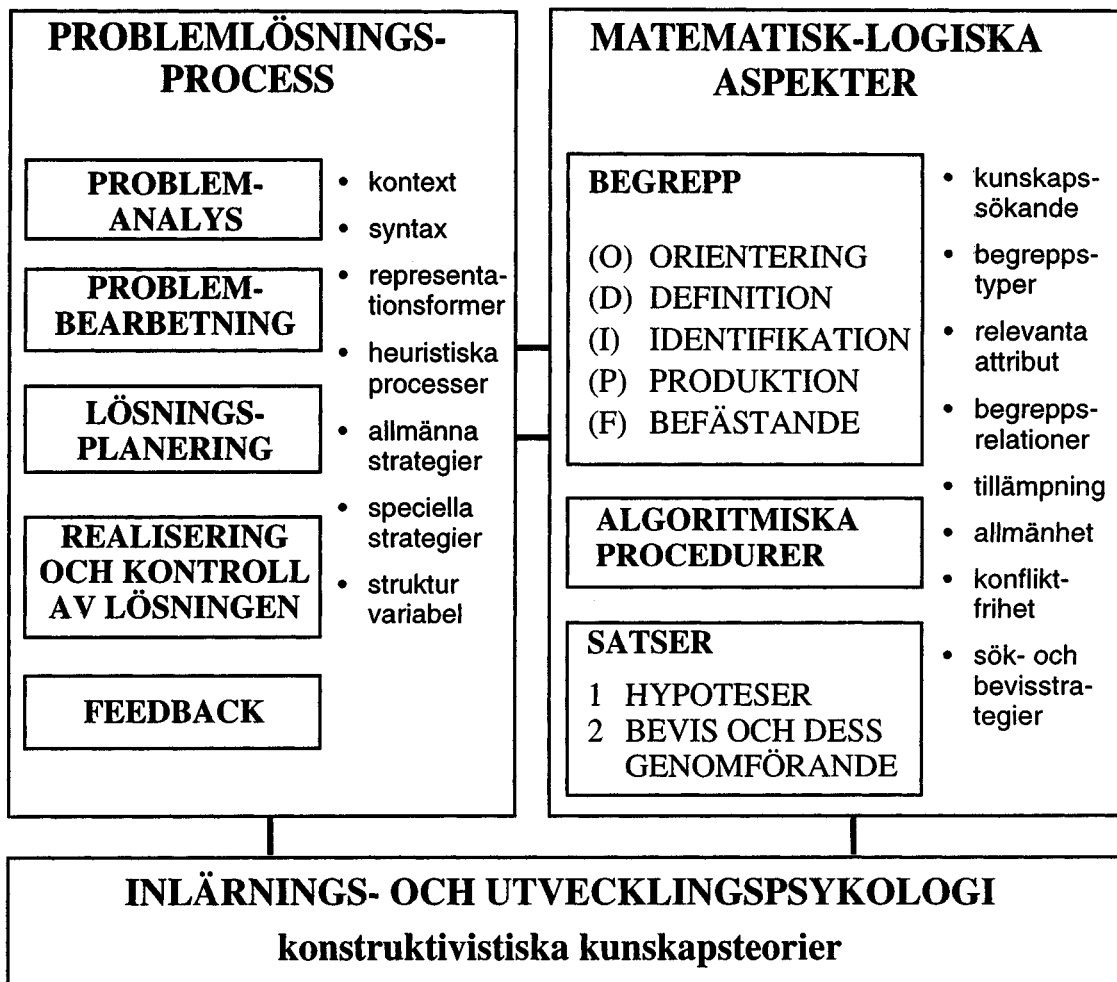 PROBLEMLÖSNINGS-
PROCESS
PROBLEM-
ANALYS
PROBLEM-
BEARBETNING
LÖSNINGS-
PLANERING
REALISERING
OCH KONTROLL
AV LÖSNINGEN
FEEDBACK
• kontext
• syntax
• representa-
tionsformer
• heuristiska
processer
• allmänna
strategier
• speciella
strategier
• struktur
variabel
MATEMATISK-LOGISKA
ASPEKTER
BEGREPP
(O) ORIENTERING
(D) DEFINITION
(I) IDENTIFIKATION
(P) PRODUKTION
(F) BEFÄSTANDE
ALGORITMISKA
PROCEDURER
SATSER
1 HYPOTESER
2 BEVIS OCH DESS
GENOMFÖRANDE
• kunskaps-
sökande
• begrepps-
typer
• relevanta
attribut
• begrepps-
relationer
• tillämpning
• allmänhet
• konflikt-
frihet
• sök- och
bevisstra-
tegier
INLÄRNINGS- OCH UTVECKLINGSPSYKOLOGI
konstruktivistiska kunskapsteorier